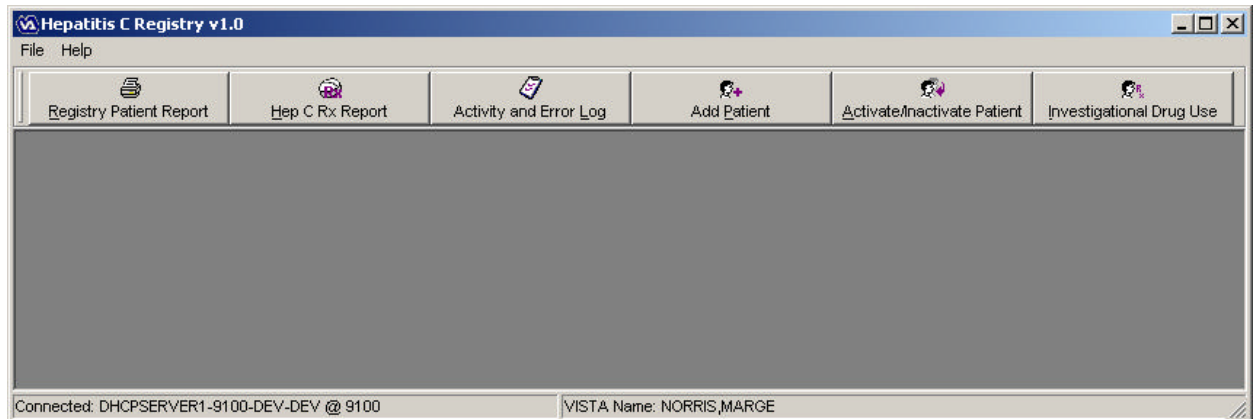 Hepatitis C Registry v1.0
File Help
Registry Patient Report Hep C Rx Report Activity and Error Log Add Patient Activate/Inactivate Patient Investigational Drug Use
Connected: DHCPSERVER1-9100-DEV-DEV @ 9100 VISTA Name: NORRIS,MARGE